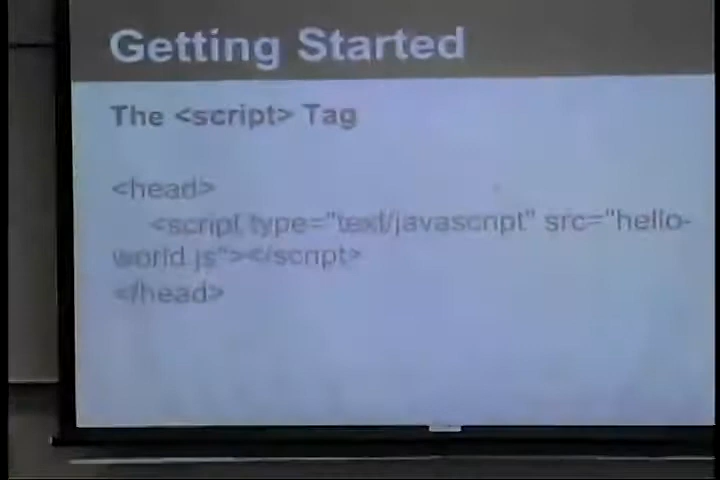 Getting Started
The <script> Tag
<head>
<script type="text/javascript" src="hello-
world.js"></script>
</head>